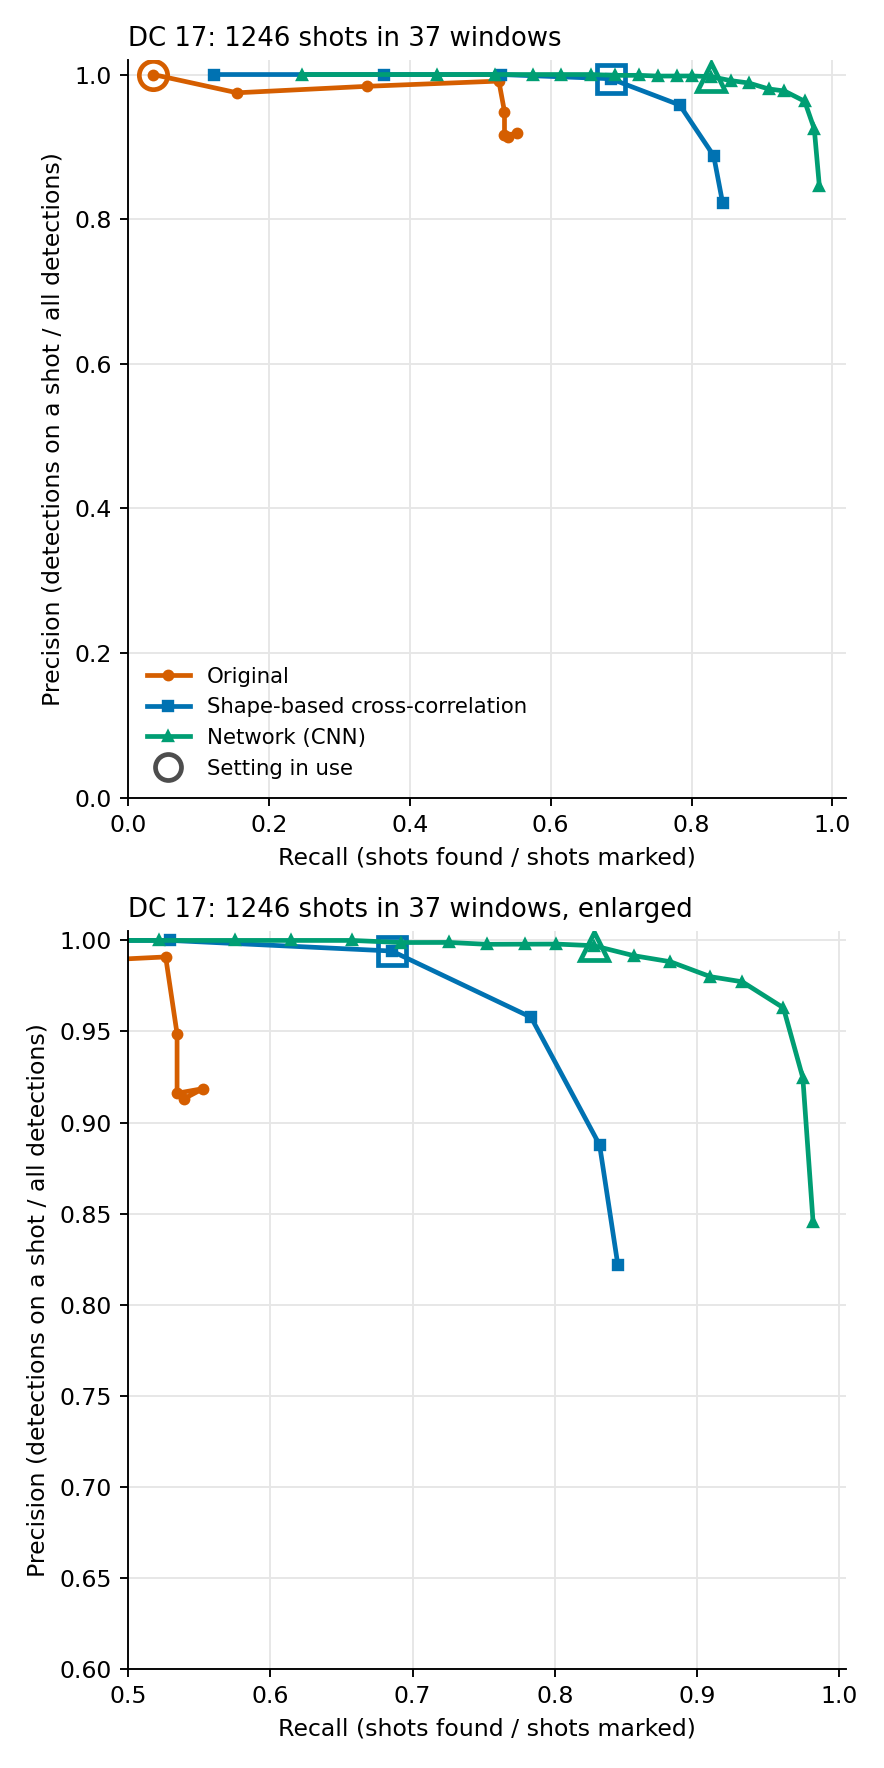 DC 17: 1246 shots in 37 windows
Precision (detections on a shot / all detections)
1.0
0.8
0.6
0.4
0.2
0.0
Original
Shape-based cross-correlation
Network (CNN)
Setting in use
0.0 0.2 0.4 0.6 0.8 1.0
Recall (shots found / shots marked)
DC 17: 1246 shots in 37 windows, enlarged
Precision (detections on a shot / all detections)
1.00
0.95
0.90
0.85
0.80
0.75
0.70
0.65
0.60
0.5 0.6 0.7 0.8 0.9 1.0
Recall (shots found / shots marked)